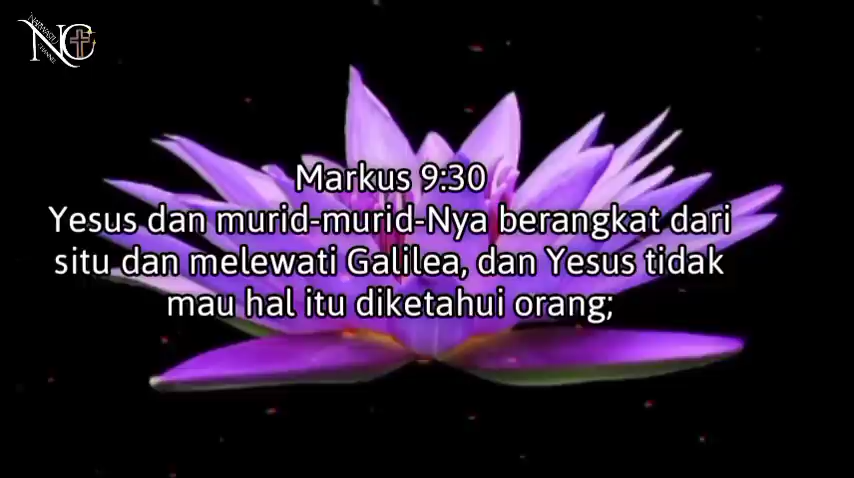 NC
Markus 9:30
Yesus dan murid-murid-Nya berangkat dari
situ dan melewati Galilea, dan Yesus tidak
mau hal itu diketahui orang;